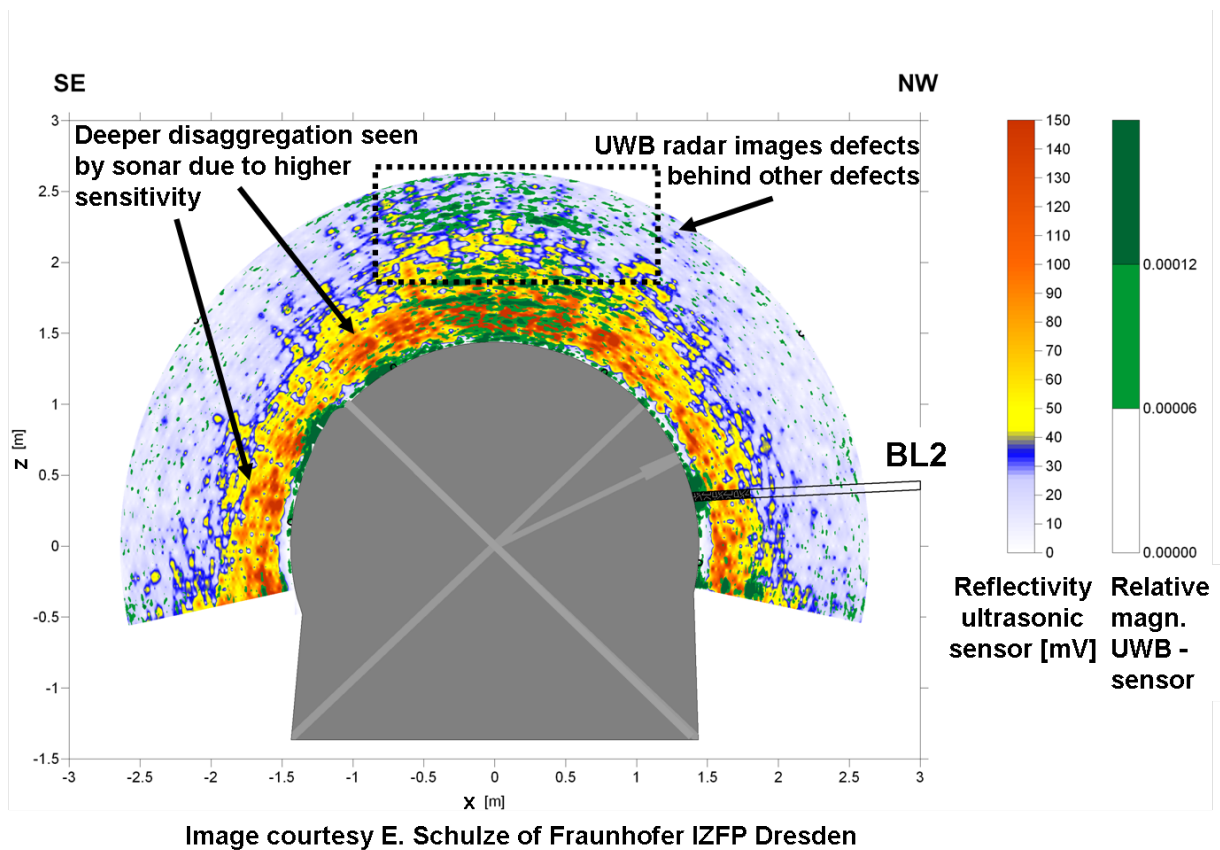 SE
NW
Deeper disaggregation seen
by sonar due to higher
sensitivity
UWB radar images defects
behind other defects
BL2
3
2.5
2
1.5
1
0.5
0
-0.5
-1
-1.5
Z [m]
-3
-2.5
-2
-1.5
-1
-0.5
0
0.5
1
1.5
2
2.5
3
X [m]
150
140
130
120
110
100
90
80
70
60
50
40
30
20
10
0
Reflectivity
ultrasonic
sensor [mV]
0.00012
0.00006
0.00000
Relative
magn.
UWB -
sensor
Image courtesy E. Schulze of Fraunhofer IZFP Dresden